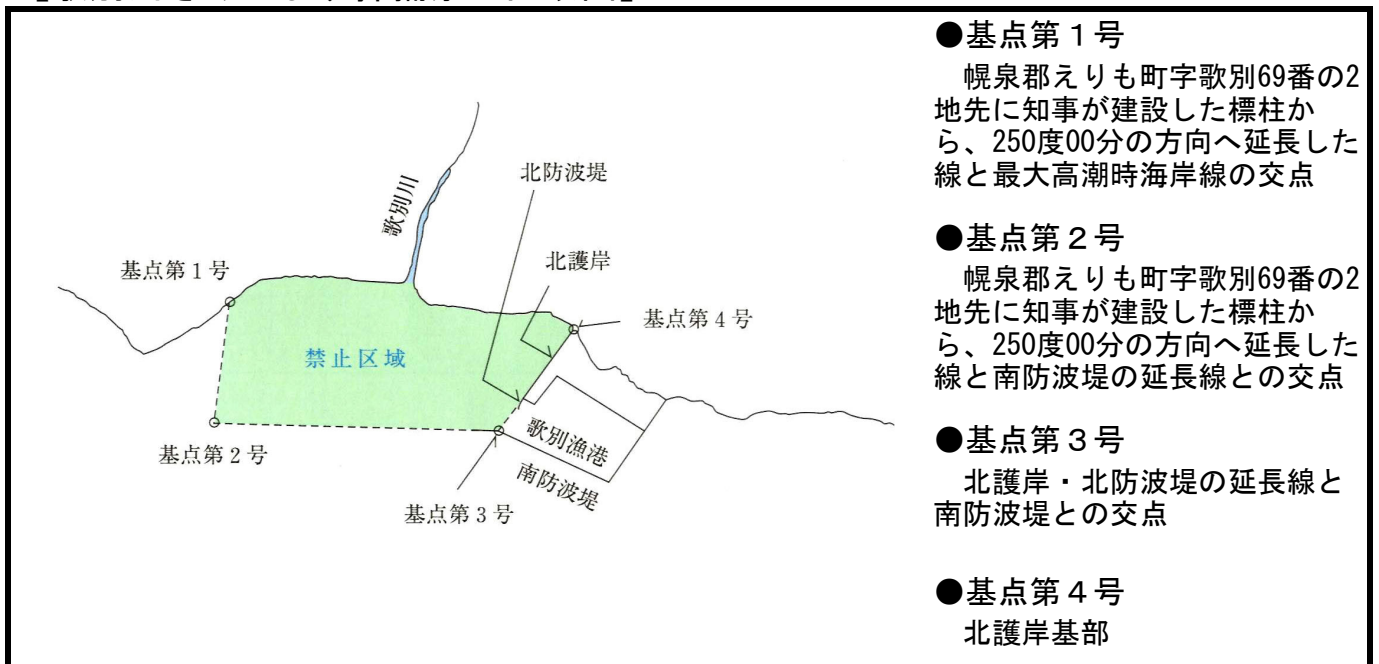 北防波堤
歌別川
北護岸
基点第１号
基点第４号
禁止区域
基点第２号
歌別漁港
南防波堤
基点第３号
●基点第１号
幌泉郡えりも町字歌別69番の2
地先に知事が建設した標柱か
ら、250度00分の方向へ延長した
線と最大高潮時海岸線の交点
●基点第２号
幌泉郡えりも町字歌別69番の2
地先に知事が建設した標柱か
ら、250度00分の方向へ延長した
線と南防波堤の延長線との交点
●基点第３号
北護岸・北防波堤の延長線と
南防波堤との交点
●基点第４号
北護岸基部